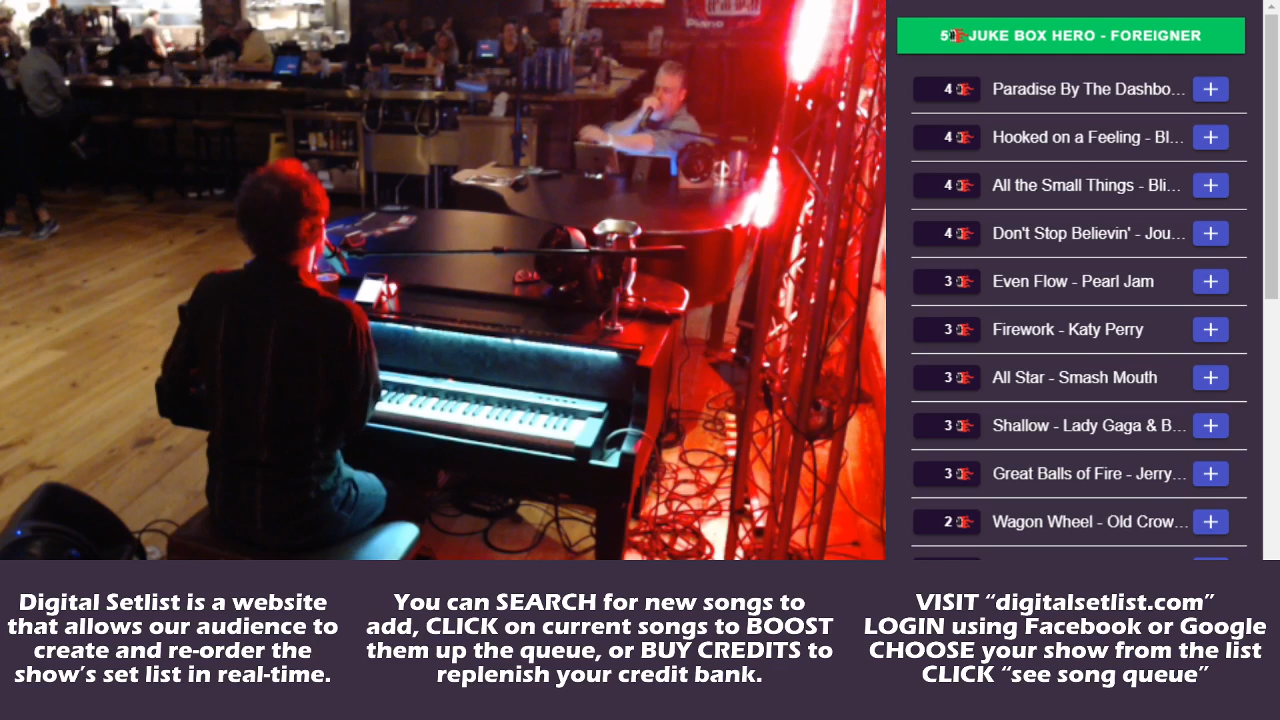 Piano
5 JUKE BOX HERO - FOREIGNER
4 Paradise By The Dashbo... +
4 Hooked on a Feeling - Bl... +
4 All the Small Things - Bli... +
4 Don't Stop Believin' - Jou... +
3 Even Flow - Pearl Jam +
3 Firework - Katy Perry +
3 All Star - Smash Mouth +
3 Shallow - Lady Gaga & B... +
3 Great Balls of Fire - Jerry... +
2 Wagon Wheel - Old Crow... +
Digital Setlist is a website
that allows our audience to
create and re-order the
show's set list in real-time.
You can SEARCH for new songs to
add, CLICK on current songs to BOOST
them up the queue, or BUY CREDITS to
replenish your credit bank.
VISIT “digitalsetlist.com”
LOGIN using Facebook or Google
CHOOSE your show from the list
CLICK “see song queue”